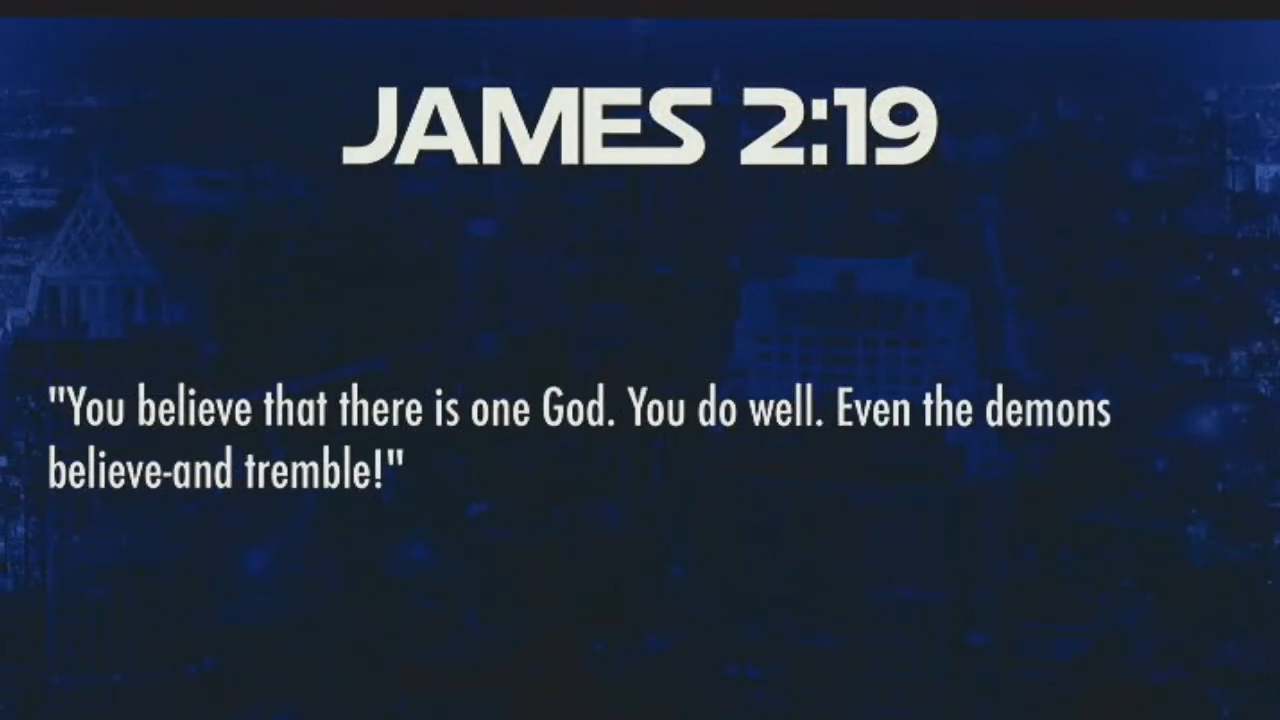 JAMES 2:19
"You believe that there is one God. You do well. Even the demons
believe-and tremble!"